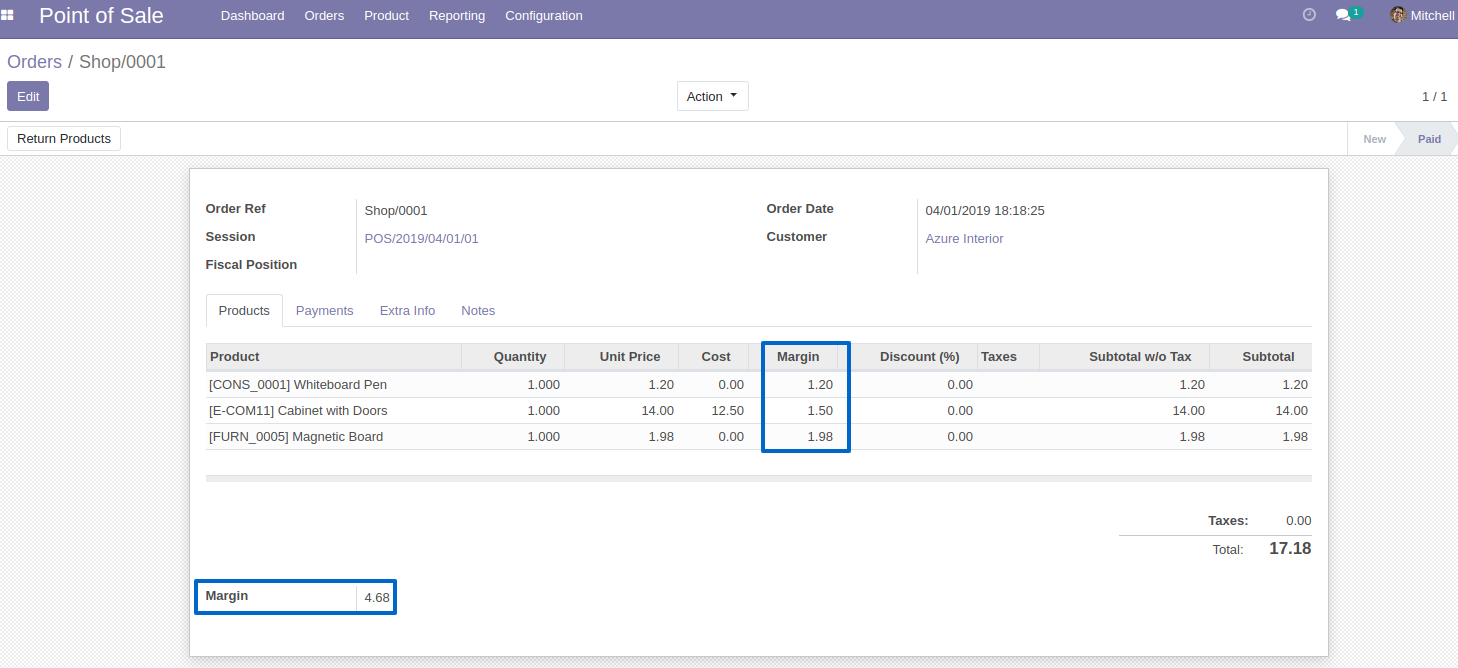 Point of Sale Dashboard Orders Product Reporting Configuration 1 Mitchell
Orders / Shop/0001
Edit Action 1 / 1
Return Products New Paid
Order Ref Shop/0001 Order Date 04/01/2019 18:18:25
Session POS/2019/04/01/01 Customer Azure Interior
Fiscal Position
Products Payments Extra Info Notes
Product Quantity Unit Price Cost Margin Discount (%) Taxes Subtotal w/o Tax Subtotal
[CONS_0001] Whiteboard Pen 1.000 1.20 0.00 1.20 0.00 1.20 1.20
[E-COM11] Cabinet with Doors 1.000 14.00 12.50 1.50 0.00 14.00 14.00
[FURN_0005] Magnetic Board 1.000 1.98 0.00 1.98 0.00 1.98 1.98
Taxes: 0.00
Total: 17.18
Margin 4.68